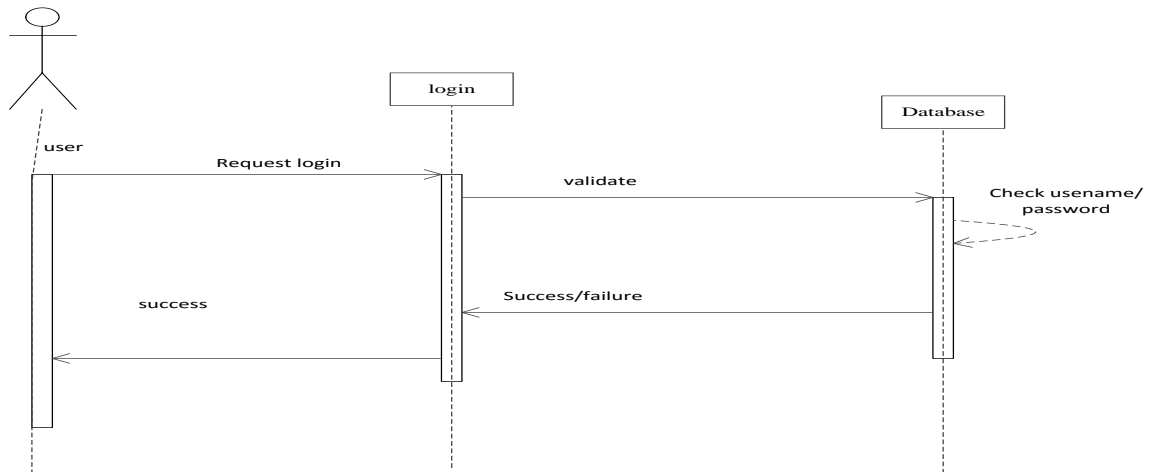 login
Database
user
Request login
validate
Check usename/
password
Success/failure
success